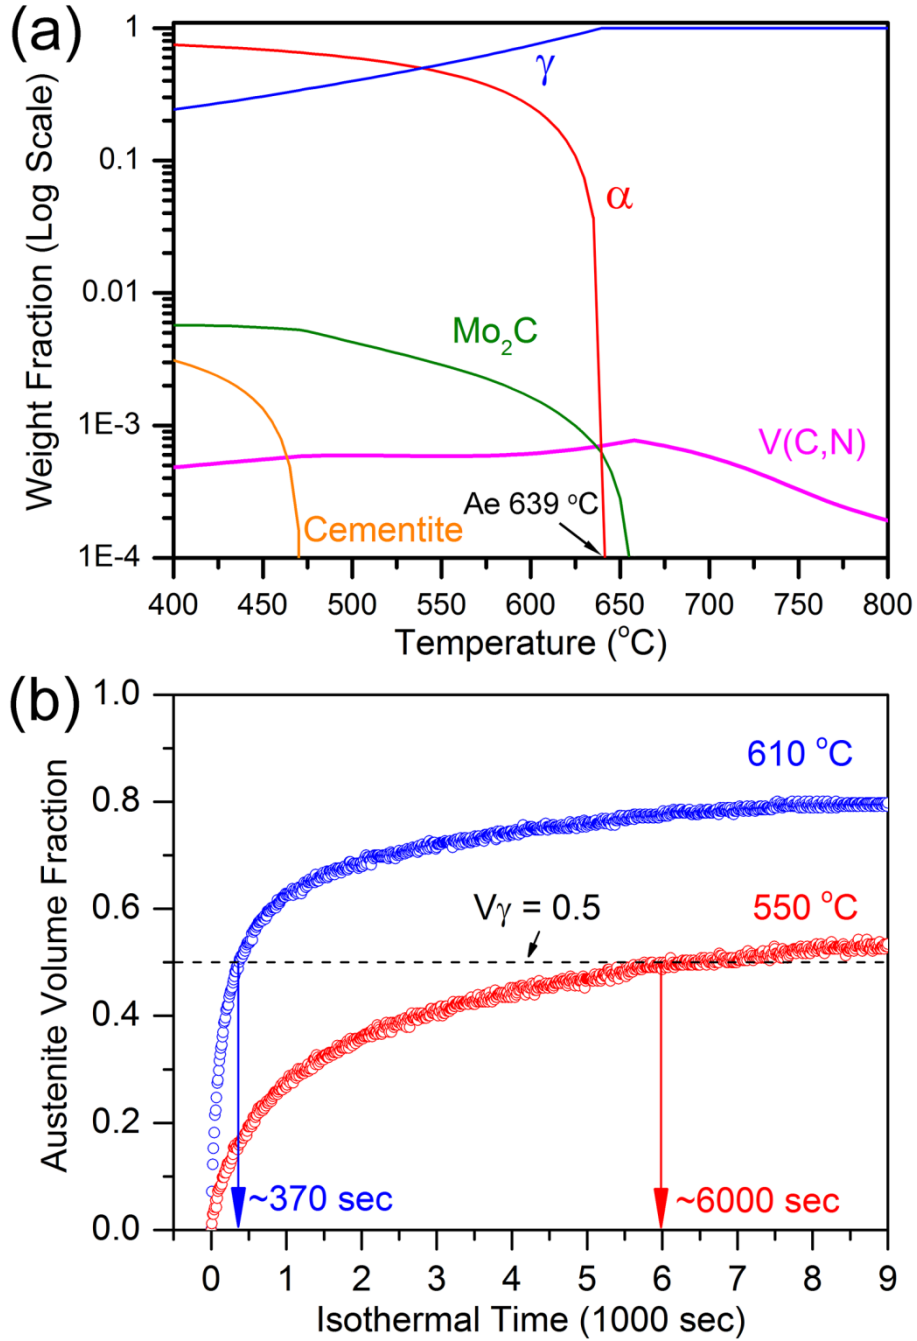 (a)
1
0.1
0.01
1E-3
1E-4
Weight Fraction (Log Scale)
γ
α
Mo₂C
V(C,N)
Ae 639 °C
Cementite
400 450 500 550 600 650 700 750 800
Temperature (°C)
(b)
1.0
0.8
0.6
0.4
0.2
0.0
Austenite Volume Fraction
610 °C
Vγ = 0.5
550 °C
~370 sec
~6000 sec
0 1 2 3 4 5 6 7 8 9
Isothermal Time (1000 sec)